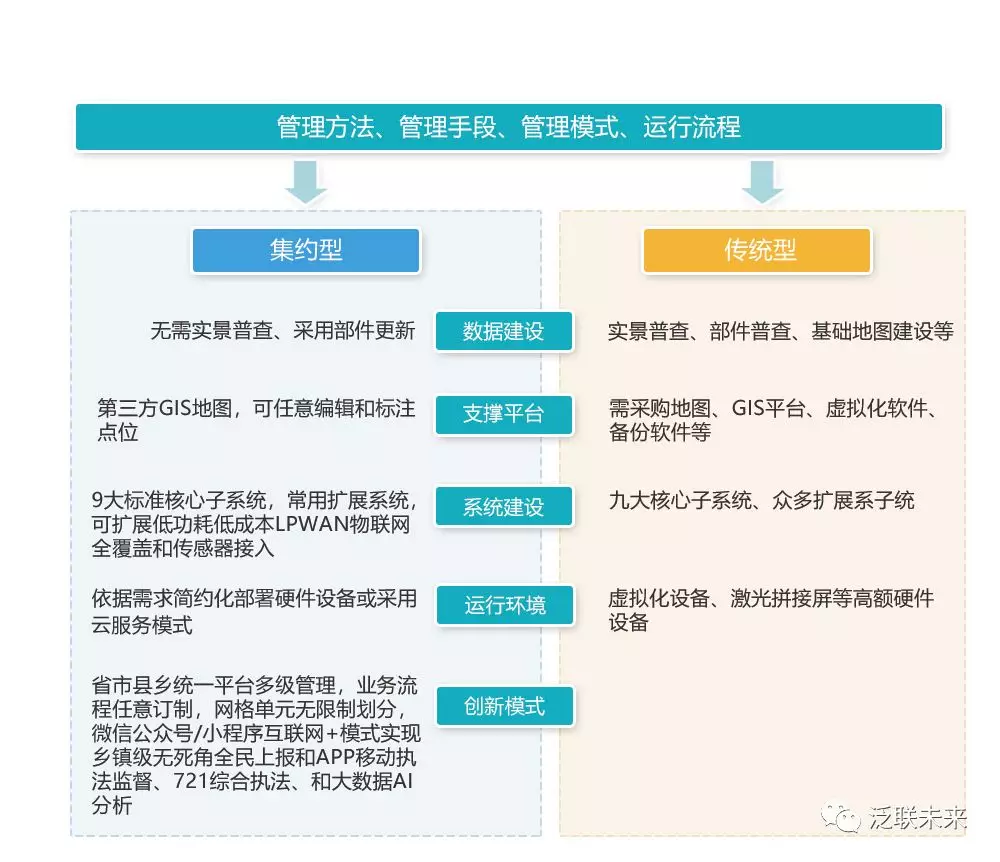 管理方法、管理手段、管理模式、运行流程
集约型
传统型
无需实景普查、采用部件更新
数据建设
实景普查、部件普查、基础地图建设等
第三方GIS地图，可任意编辑和标注
点位
支撑平台
需采购地图、GIS平台、虚拟化软件、
备份软件等
9大标准核心子系统，常用扩展系统，
可扩展低功耗低成本LPWAN物联网
全覆盖和传感器接入
系统建设
九大核心子系统、众多扩展系子统
依据需求简约化部署硬件设备或采用
云服务模式
运行环境
虚拟化设备、激光拼接屏等高额硬件
设备
省市县乡统一平台多级管理，业务流
程任意订制，网格单元无限制划分，
微信公众号/小程序互联网+模式实现
乡镇级无死角全民上报和APP移动执
法监督、721综合执法、和大数据AI
分析
创新模式
泛联未来